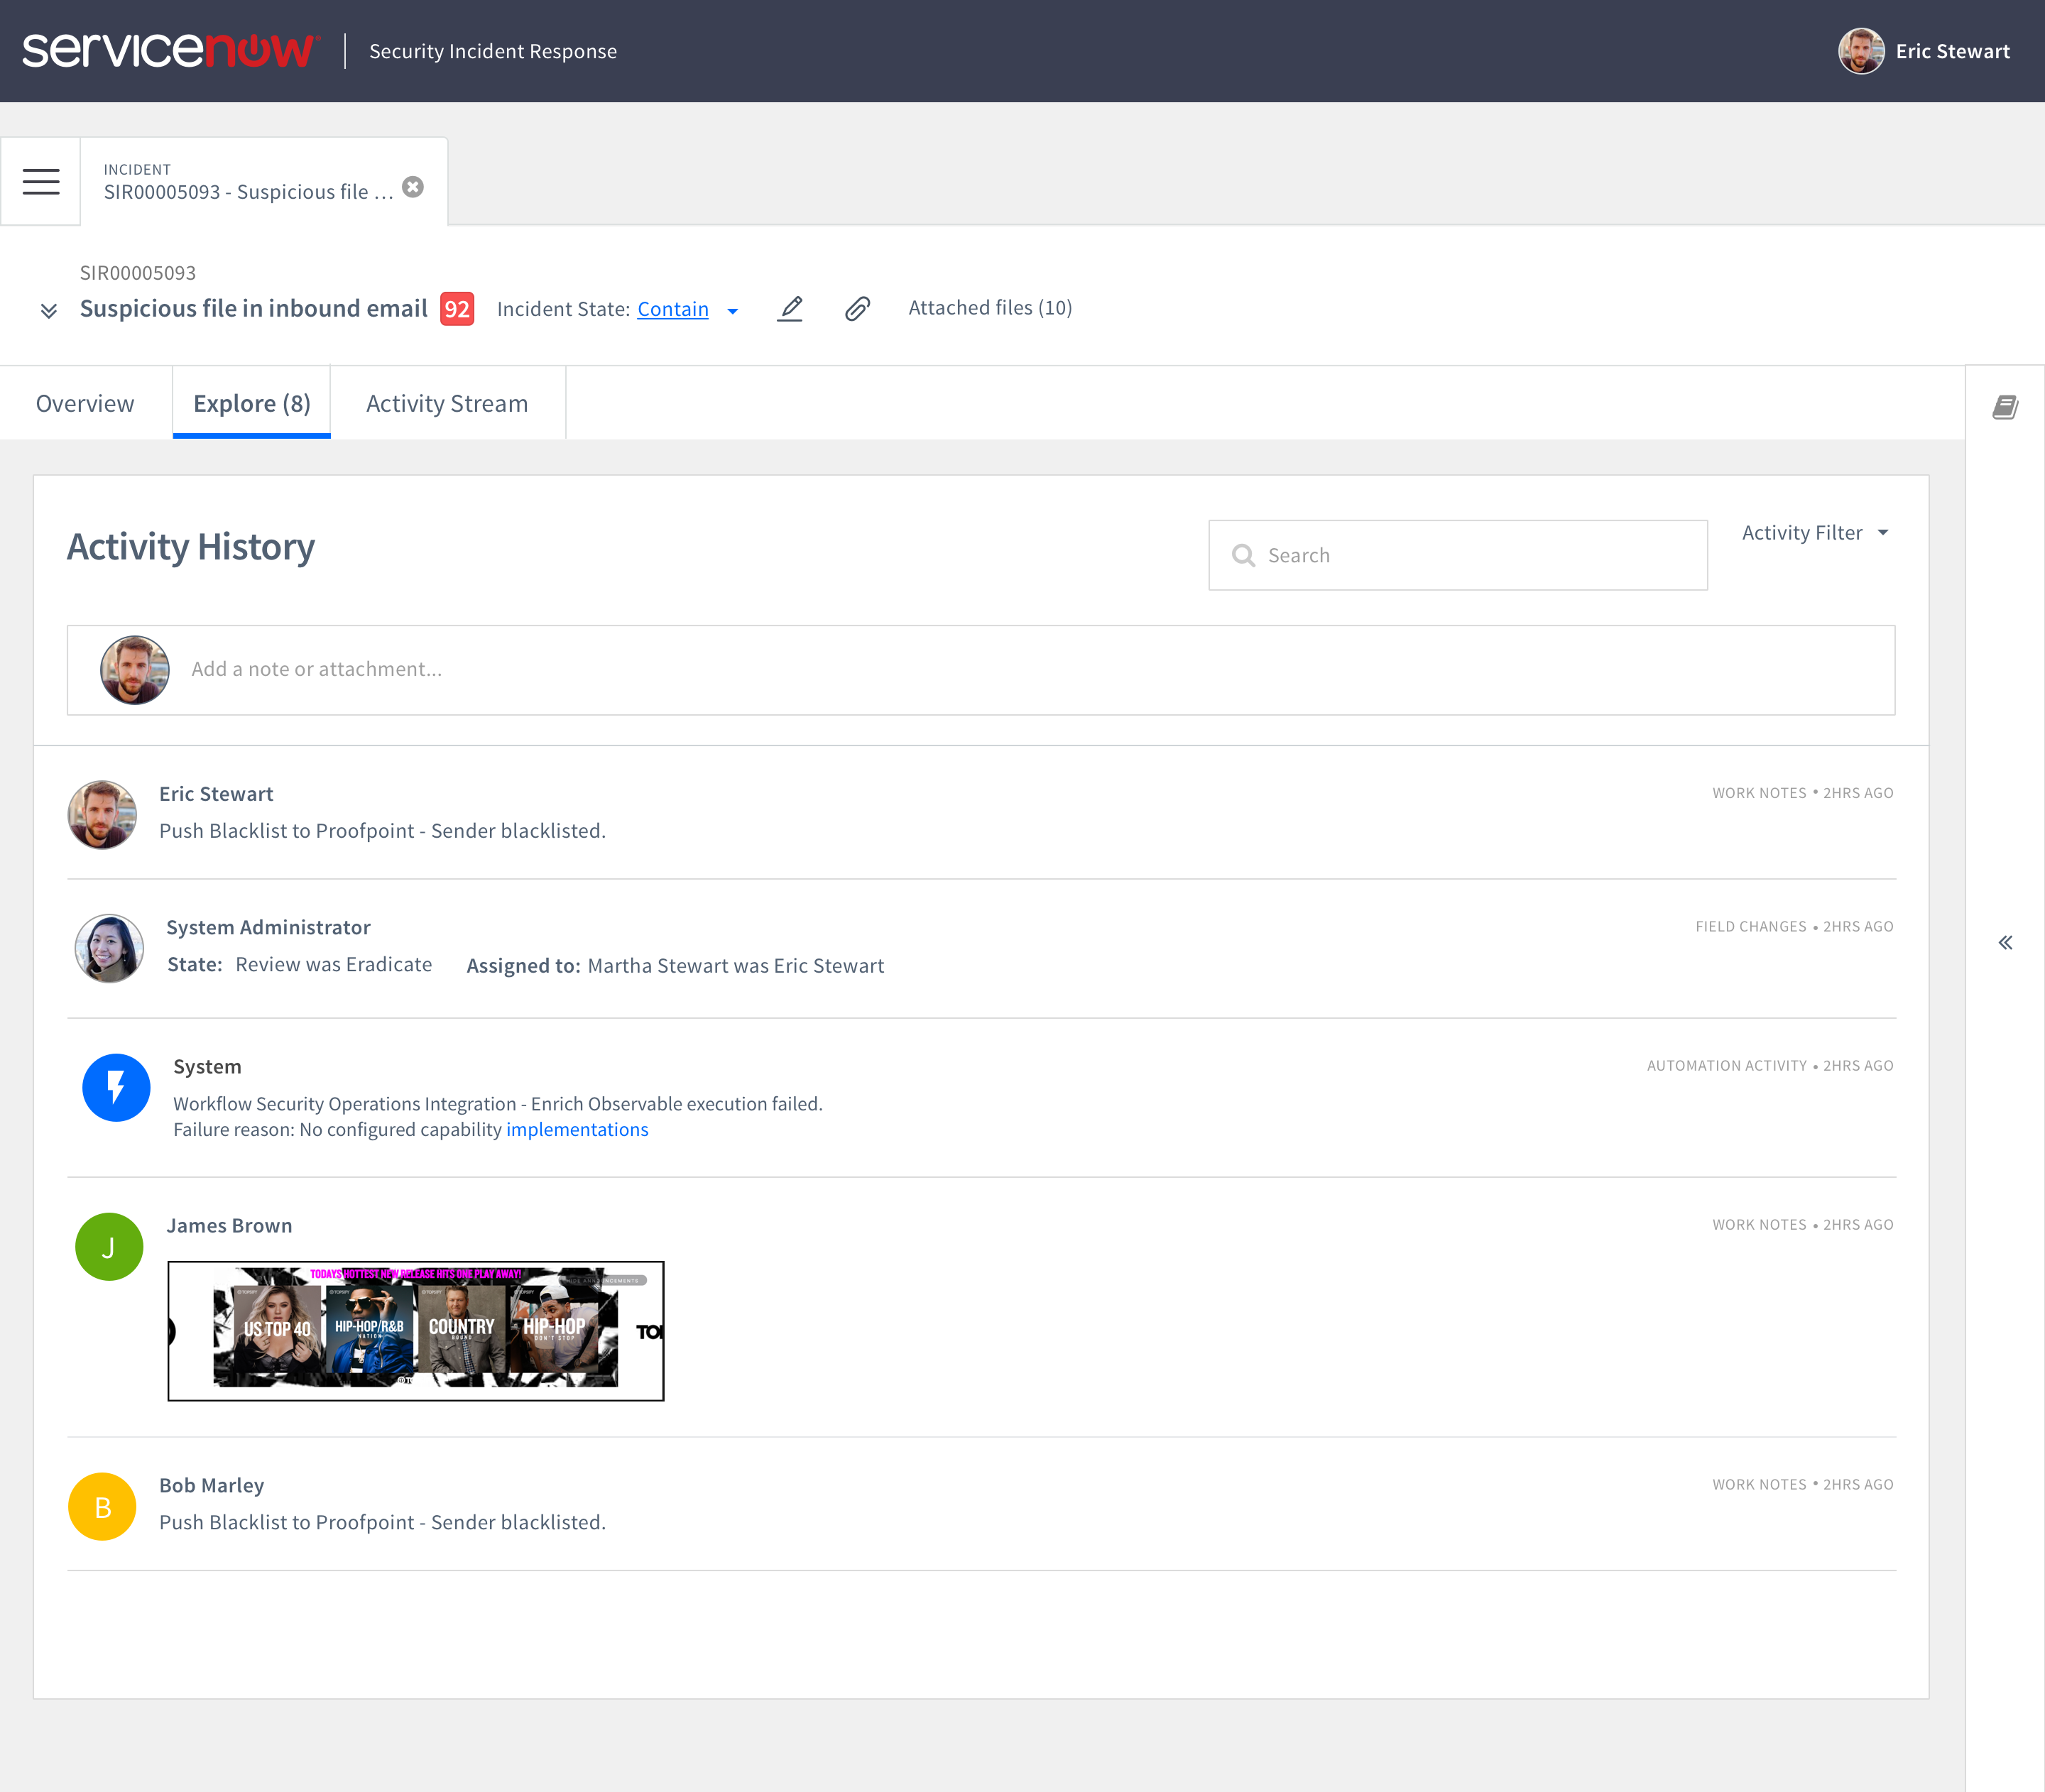 servicenow
Security Incident Response
Eric Stewart
INCIDENT
SIR00005093 - Suspicious file ...
SIR00005093
Suspicious file in inbound email 92 Incident State: Contain Attached files (10)
Overview Explore (8) Activity Stream
Activity History
Search
Activity Filter
Add a note or attachment...
Eric Stewart
WORK NOTES • 2HRS AGO
Push Blacklist to Proofpoint - Sender blacklisted.
System Administrator
FIELD CHANGES • 2HRS AGO
State: Review was Eradicate Assigned to: Martha Stewart was Eric Stewart
System
AUTOMATION ACTIVITY • 2HRS AGO
Workflow Security Operations Integration - Enrich Observable execution failed.
Failure reason: No configured capability implementations
J
James Brown
WORK NOTES • 2HRS AGO
TODAYS HOTTEST NEW RELEASE HITS ONE PLAY AWAY!
US TOP 40
HIP-HOP/R&B
NATION
COUNTRY
BOUND
HIP-HOP
DON'T STOP
B
Bob Marley
WORK NOTES • 2HRS AGO
Push Blacklist to Proofpoint - Sender blacklisted.